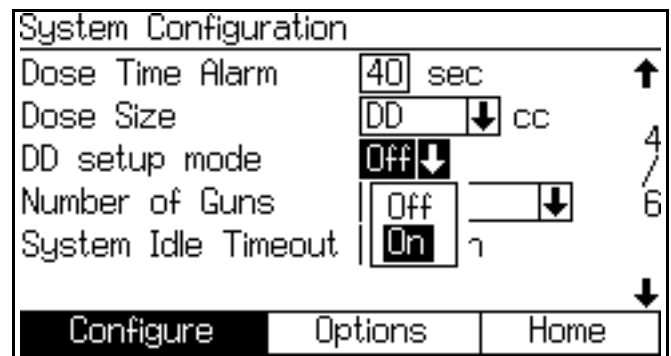 System Configuration
Dose Time Alarm 40 sec
Dose Size DD cc
DD setup mode Off
Number of Guns Off
System Idle Timeout On
4/6
Configure Options Home